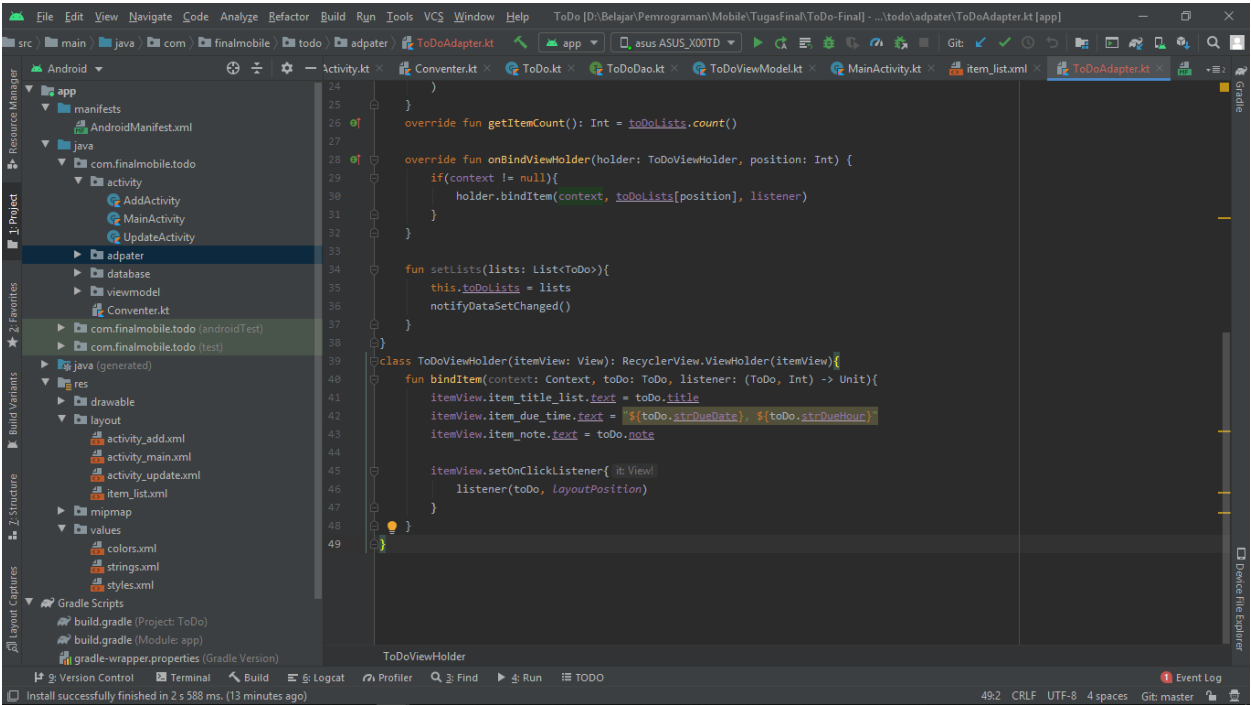 File Edit View Navigate Code Analyze Refactor Build Run Tools VCS Window Help ToDo [D:\Belajar\Pemrograman\Mobile\TugasFinal\ToDo-Final] - ...\todo\adpater\ToDoAdapter.kt [app]
src main java com finalmobile todo adpater ToDoAdapter.kt app asus ASUS_X00TD Git:
Android ctivity.kt Conventer.kt ToDo.kt ToDoDao.kt ToDoViewModel.kt MainActivity.kt item_list.xml ToDoAdapter.kt 2
Resource Manager
1: Project
2: Favorites
Build Variants
7: Structure
Layout Captures
app
manifests
AndroidManifest.xml
java
com.finalmobile.todo
activity
AddActivity
MainActivity
UpdateActivity
adpater
database
viewmodel
Conventer.kt
com.finalmobile.todo (androidTest)
com.finalmobile.todo (test)
java (generated)
res
drawable
layout
activity_add.xml
activity_main.xml
activity_update.xml
item_list.xml
mipmap
values
colors.xml
strings.xml
styles.xml
Gradle Scripts
build.gradle (Project: ToDo)
build.gradle (Module: app)
gradle-wrapper.properties (Gradle Version)
24 )
25 }
26 override fun getItemCount(): Int = toDoLists.count()
27
28 override fun onBindViewHolder(holder: ToDoViewHolder, position: Int) {
29 if(context != null){
30 holder.bindItem(context, toDoLists[position], listener)
31 }
32 }
33
34 fun setLists(lists: List<ToDo>){
35 this.toDoLists = lists
36 notifyDataSetChanged()
37 }
38 }
39 class ToDoViewHolder(itemView: View): RecyclerView.ViewHolder(itemView){
40 fun bindItem(context: Context, toDo: ToDo, listener: (ToDo, Int) -> Unit){
41 itemView.item_title_list.text = toDo.title
42 itemView.item_due_time.text = "${toDo.strDueDate}, ${toDo.strDueHour}"
43 itemView.item_note.text = toDo.note
44
45 itemView.setOnClickListener{ it: View!
46 listener(toDo, layoutPosition)
47 }
48 }
49 }
ToDoViewHolder
Gradle
Device File Explorer
9: Version Control Terminal Build 6: Logcat Profiler 3: Find 4: Run TODO 1 Event Log
Install successfully finished in 2 s 588 ms. (13 minutes ago) 49:2 CRLF UTF-8 4 spaces Git: master